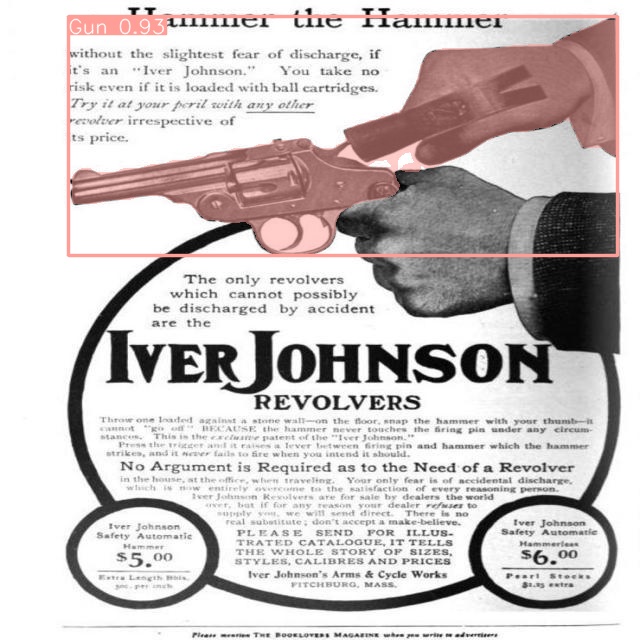 Hammer the Hammer
Gun 0.93
without the slightest fear of discharge, if
it's an "Iver Johnson." You take no
risk even if it is loaded with ball cartridges.
Try it at your peril with any other
revolver irrespective of
its price.
The only revolvers
which cannot possibly
be discharged by accident
are the
IVER JOHNSON
REVOLVERS
Throw one loaded against a stone wall—on the floor, snap the hammer with your thumb—it
cannot "go off" BECAUSE the hammer never touches the firing pin under any circum-
stances. This is the exclusive patent of the "Iver Johnson."
Press the trigger and it raises a lever between firing pin and hammer which the hammer
strikes, and it never fails to fire when you intend it should.
No Argument is Required as to the Need of a Revolver
in the house, at the office, when traveling. Your only fear is of accidental discharge,
which is now entirely overcome to the satisfaction of every reasoning person.
Iver Johnson Revolvers are for sale by dealers the world
over, but if for any reason your dealer refuses to
supply you, we will send direct. There is no
real substitute; don't accept a make-believe.
PLEASE SEND FOR ILLUS-
TRATED CATALOGUE, IT TELLS
THE WHOLE STORY OF SIZES,
STYLES, CALIBRES AND PRICES
Iver Johnson's Arms & Cycle Works
FITCHBURG, MASS.
Iver Johnson
Safety Automatic
Hammer
$5.00
Extra Length Bbls.
50c. per inch
Iver Johnson
Safety Automatic
Hammerless
$6.00
Pearl Stocks
$1.25 extra
Please mention THE BOOKLOVERS MAGAZINE when you write to advertisers